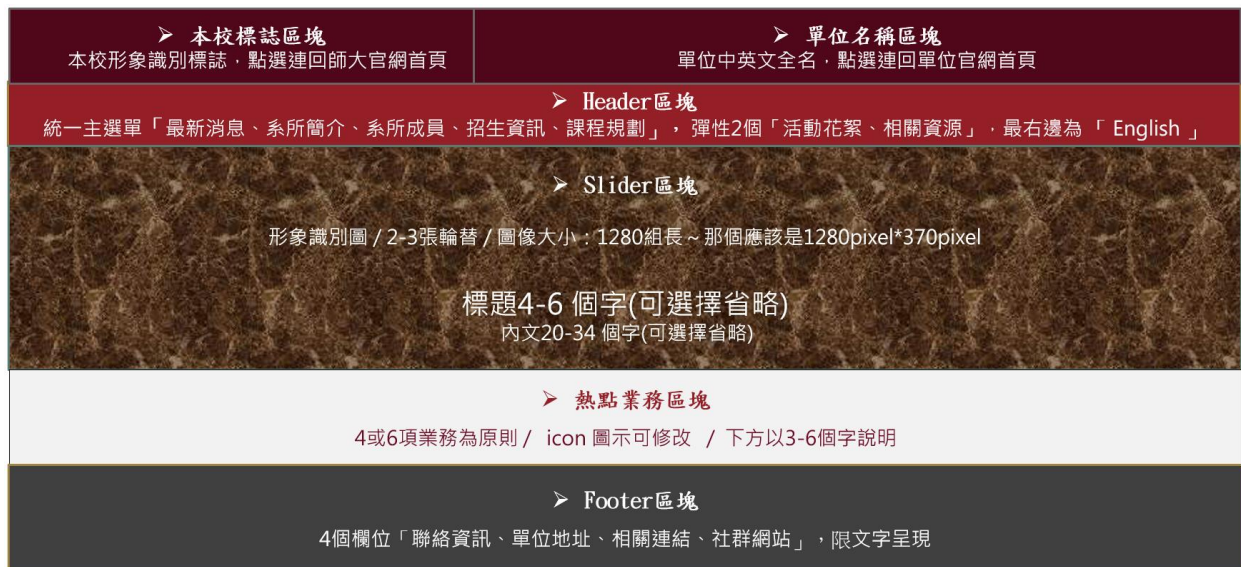 ➢ 本校標誌區塊
本校形象識別標誌，點選連回師大官網首頁
➢ 單位名稱區塊
單位中英文全名，點選連回單位官網首頁
➢ Header區塊
統一主選單「最新消息、系所簡介、系所成員、招生資訊、課程規劃」，彈性2個「活動花絮、相關資源」，最右邊為「 English 」
➢ Slider區塊
形象識別圖 / 2-3張輪替 / 圖像大小：1280組長～那個應該是1280pixel*370pixel
標題4-6 個字(可選擇省略)
內文20-34 個字(可選擇省略)
➢ 熱點業務區塊
4或6項業務為原則 / icon 圖示可修改 / 下方以3-6個字說明
➢ Footer區塊
4個欄位「聯絡資訊、單位地址、相關連結、社群網站」，限文字呈現